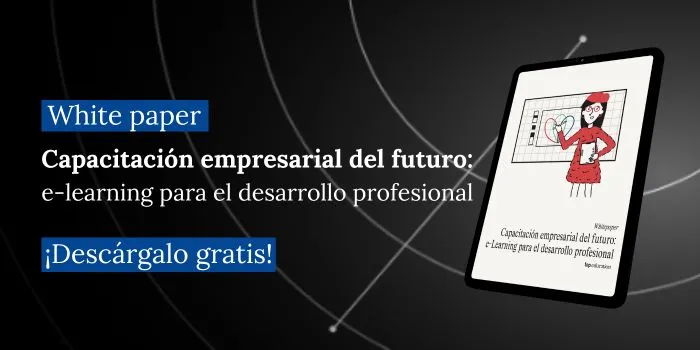 White paper
Capacitación empresarial del futuro:
e-learning para el desarrollo profesional
¡Descárgalo gratis!
Whitepaper
Capacitación empresarial del futuro:
e-Learning para el desarrollo profesional